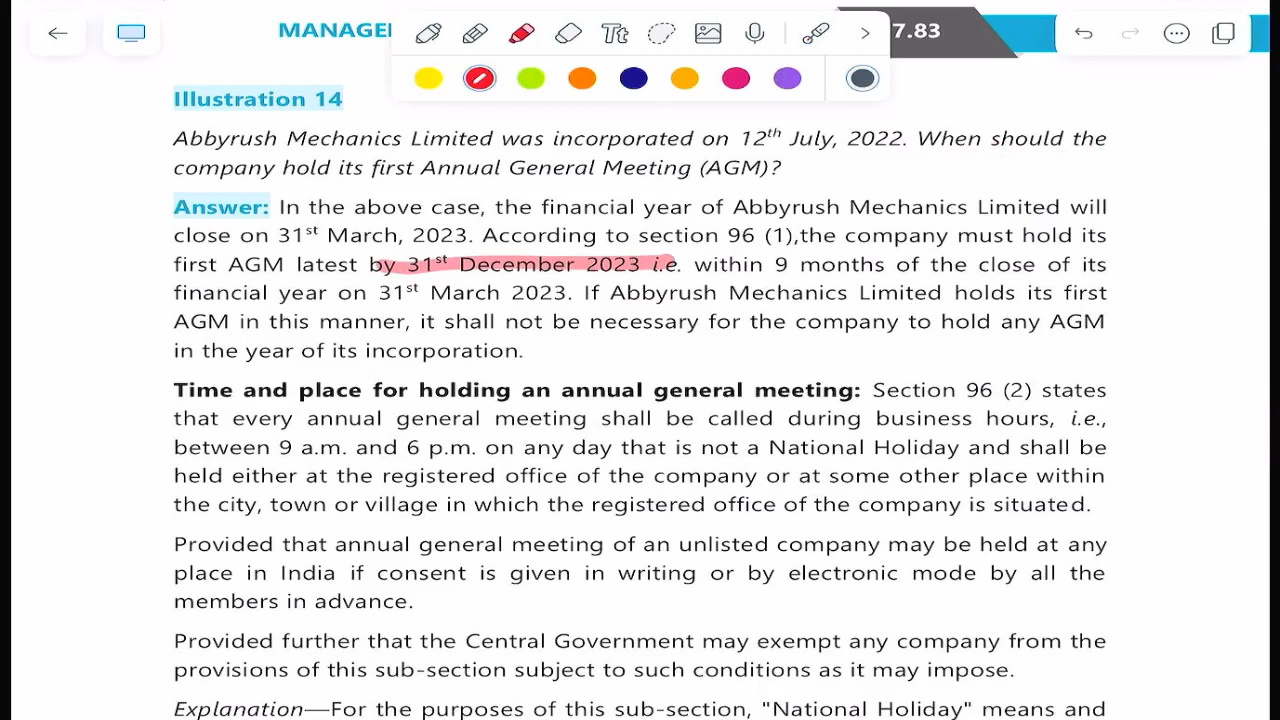 MANAGE
7.83
Tt
Illustration 14
Abbyrush Mechanics Limited was incorporated on 12th July, 2022. When should the
company hold its first Annual General Meeting (AGM)?
Answer: In the above case, the financial year of Abbyrush Mechanics Limited will
close on 31st March, 2023. According to section 96 (1),the company must hold its
first AGM latest by 31st December 2023 i.e. within 9 months of the close of its
financial year on 31st March 2023. If Abbyrush Mechanics Limited holds its first
AGM in this manner, it shall not be necessary for the company to hold any AGM
in the year of its incorporation.
Time and place for holding an annual general meeting: Section 96 (2) states
that every annual general meeting shall be called during business hours, i.e.,
between 9 a.m. and 6 p.m. on any day that is not a National Holiday and shall be
held either at the registered office of the company or at some other place within
the city, town or village in which the registered office of the company is situated.
Provided that annual general meeting of an unlisted company may be held at any
place in India if consent is given in writing or by electronic mode by all the
members in advance.
Provided further that the Central Government may exempt any company from the
provisions of this sub-section subject to such conditions as it may impose.
Explanation—For the purposes of this sub-section, "National Holiday" means and